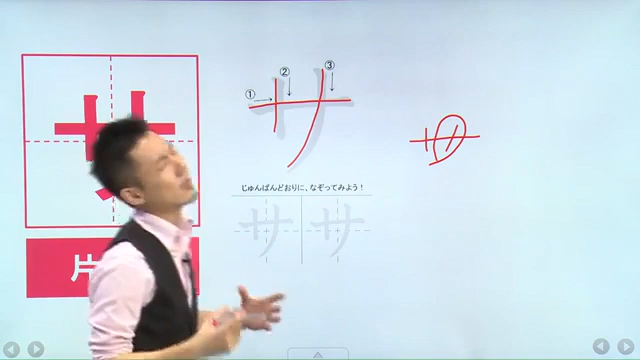 サ
片
① ② ③
サ
じゅんばんどおりに、なぞってみよう！
サ サ